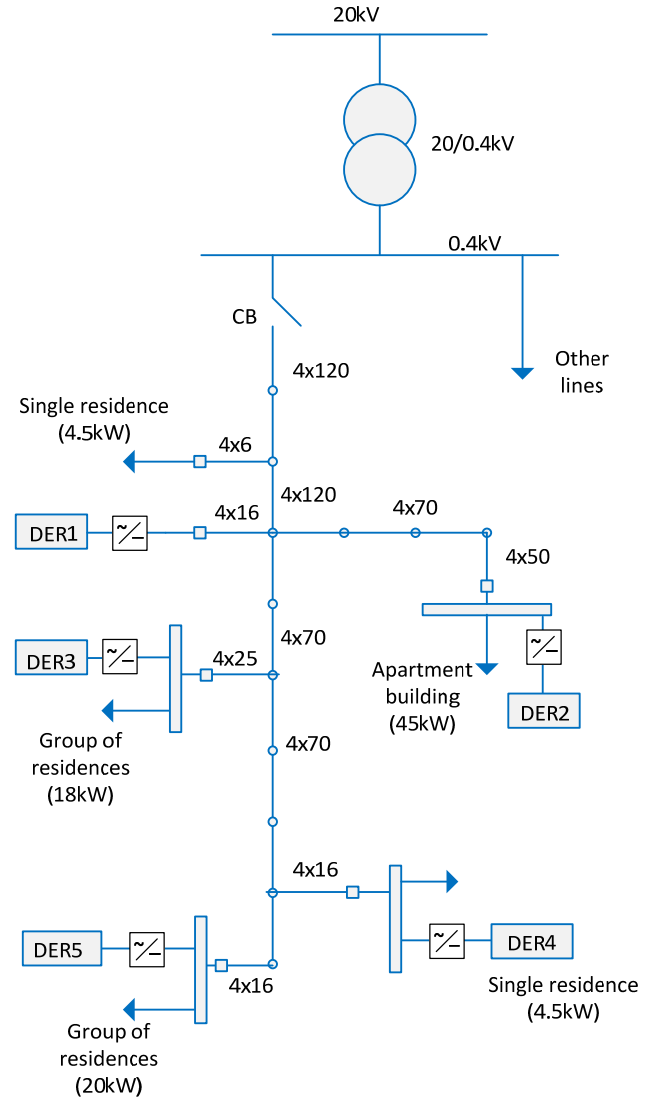 20kV
20/0.4kV
0.4kV
CB
Other
lines
4x120
Single residence
(4.5kW)
4x6
4x120
4x16
4x70
DER1
~/−
4x50
4x70
DER3
~/−
4x25
~/−
Apartment
building
(45kW)
DER2
Group of
residences
(18kW)
4x70
4x16
DER5
~/−
~/−
DER4
4x16
Single residence
(4.5kW)
Group of
residences
(20kW)